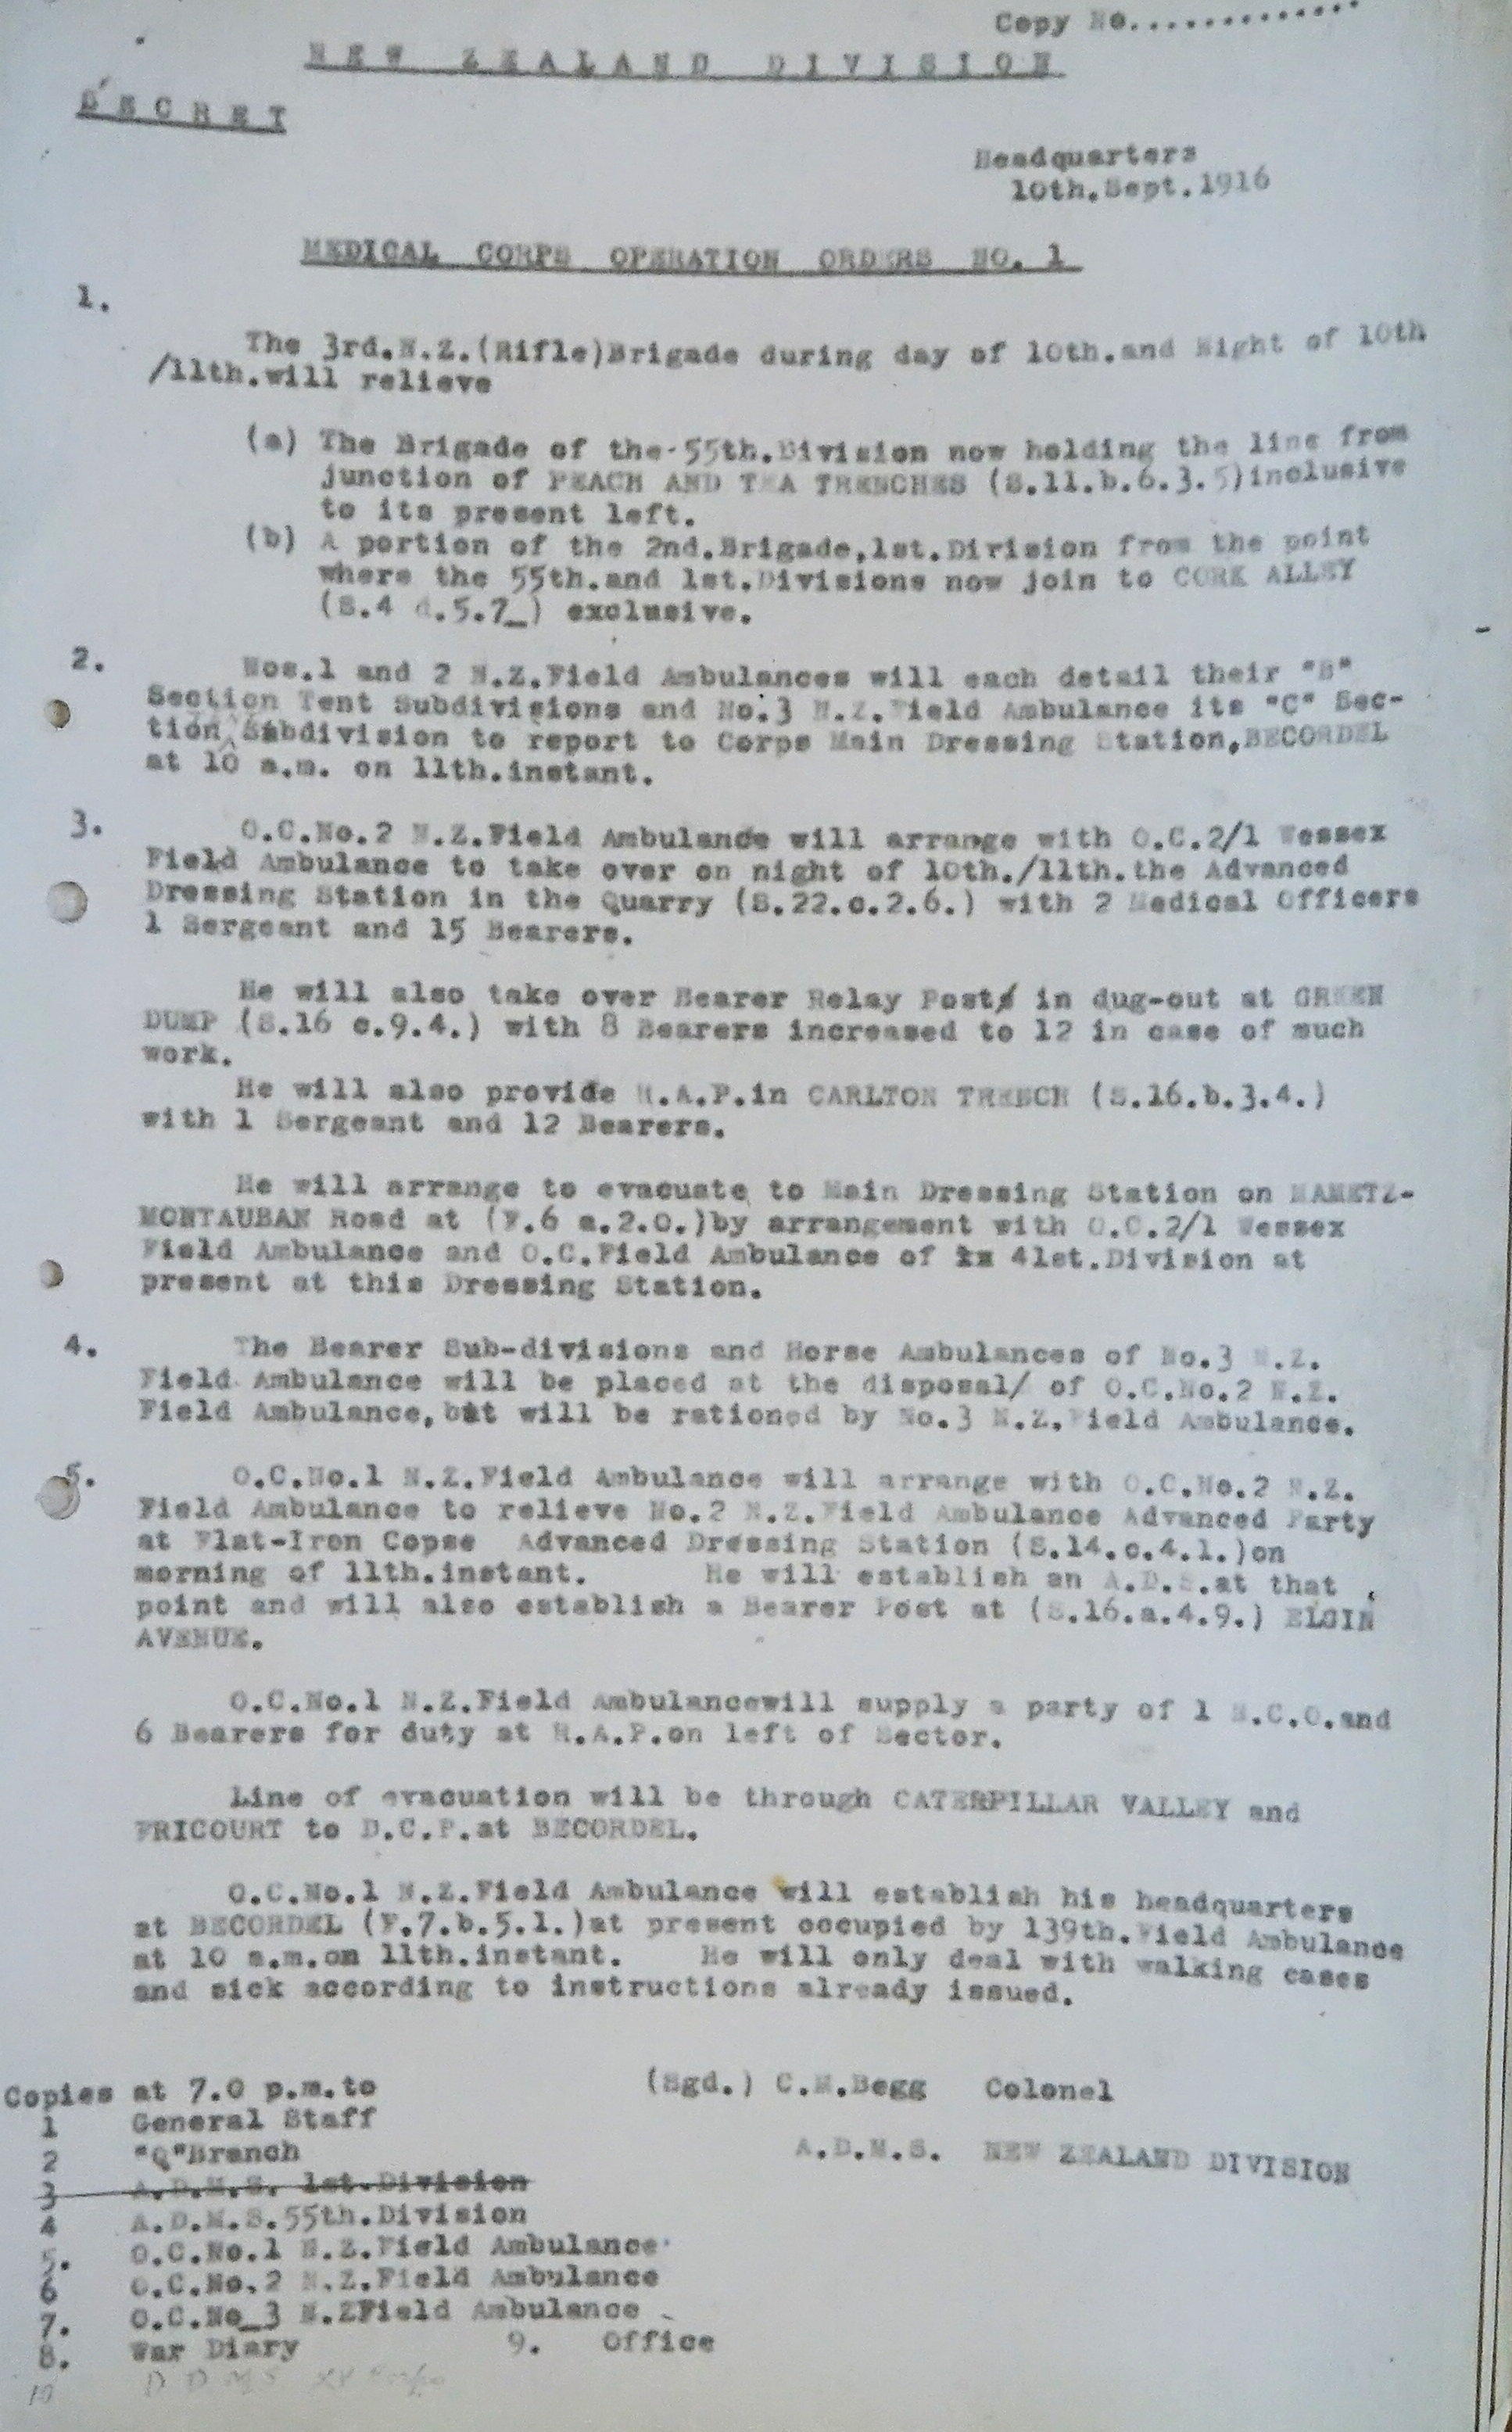 Copy No.............
NEW ZEALAND DIVISION
SECRET
Headquarters
10th.Sept.1916
MEDICAL CORPS OPERATION ORDERS NO. 1
1.
The 3rd.N.Z.(Rifle)Brigade during day of 10th.and Night of 10th
/11th.will relieve
(a) The Brigade of the 55th.Division now holding the line from
junction of PEACH AND TEA TRENCHES (S.11.b.6.3.5)inclusive
to its present left.
(b) A portion of the 2nd.Brigade,1st.Division from the point
where the 55th.and 1st.Divisions now join to CORK ALLEY
(S.4 d.5.7_) exclusive.
2. Nos.1 and 2 N.Z.Field Ambulances will each detail their "B"
Section Tent Subdivisions and No.3 N.Z.Field Ambulance its "C" Sec-
tion Subdivision to report to Corps Main Dressing Station,BECORDEL
at 10 a.m. on 11th.instant.
3. O.C.No.2 N.Z.Field Ambulance will arrange with O.C.2/1 Wessex
Field Ambulance to take over on night of 10th./11th.the Advanced
Dressing Station in the Quarry (S.22.c.2.6.) with 2 Medical Officers
1 Sergeant and 15 Bearers.
He will also take over Bearer Relay Post in dug-out at GREEN
DUMP (S.16 c.9.4.) with 8 Bearers increased to 12 in case of much
work.
He will also provide R.A.P.in CARLTON TRENCH (S.16.b.3.4.)
with 1 Sergeant and 12 Bearers.
He will arrange to evacuate to Main Dressing Station on MAMETZ-
MONTAUBAN Road at (F.6 a.2.0.)by arrangement with O.C.2/1 Wessex
Field Ambulance and O.C.Field Ambulance of 41st.Division at
present at this Dressing Station.
4. The Bearer Sub-divisions and Horse Ambulances of No.3 N.Z.
Field Ambulance will be placed at the disposal/ of O.C.No.2 N.Z.
Field Ambulance,but will be rationed by No.3 N.Z.Field Ambulance.
5. O.C.No.1 N.Z.Field Ambulance will arrange with O.C.No.2 N.Z.
Field Ambulance to relieve No.2 N.Z.Field Ambulance Advanced Party
at Flat-Iron Copse Advanced Dressing Station (S.14.c.4.1.)on
morning of 11th.instant. He will establish an A.D.S.at that
point and will also establish a Bearer Post at (S.16.a.4.9.) ELGIN
AVENUE.
O.C.No.1 N.Z.Field Ambulancewill supply a party of 1 N.C.O.and
6 Bearers for duty at R.A.P.on left of Sector.
Line of evacuation will be through CATERPILLAR VALLEY and
FRICOURT to D.C.P.at BECORDEL.
O.C.No.1 N.Z.Field Ambulance will establish his headquarters
at BECORDEL (F.7.b.5.1.)at present occupied by 139th.Field Ambulance
at 10 a.m.on 11th.instant. He will only deal with walking cases
and sick according to instructions already issued.
Copies at 7.0 p.m.to (Sgd.) C.M.Begg Colonel
1 General Staff
2 "Q"Branch A.D.M.S. NEW ZEALAND DIVISION
3 A.D.M.S. 1st.Division
4 A.D.M.S.55th.Division
5. O.C.No.1 N.Z.Field Ambulance
6 O.C.No.2 N.Z.Field Ambulance
7. O.C.No_3 N.ZField Ambulance
8. War Diary 9. Office
10 D D M S XV